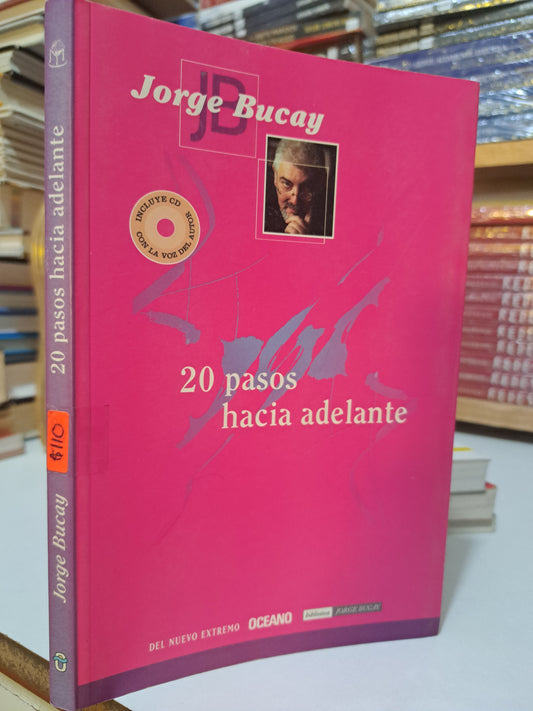 Jorge Bucay
JB
INCLUYE CD
CON LA VOZ DEL AUTOR
20 pasos
hacia adelante
DEL NUEVO EXTREMO OCEANO biblioteca JORGE BUCAY
20 pasos hacia adelante
$110
Jorge Bucay